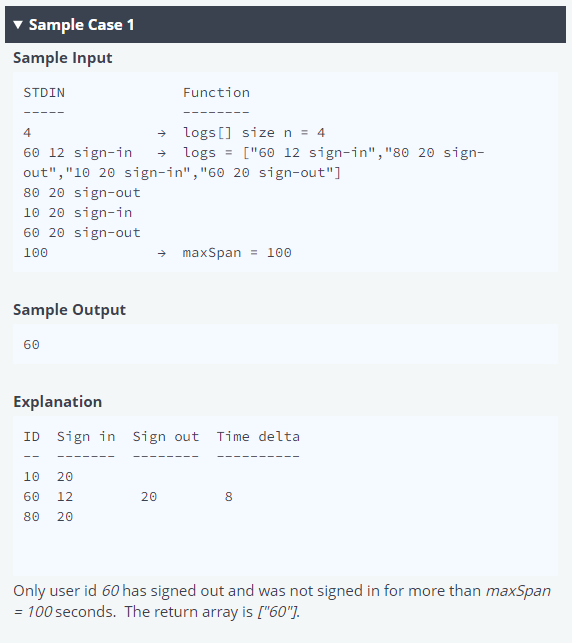 ▼ Sample Case 1
Sample Input
STDIN Function
----- --------
4 → logs[] size n = 4
60 12 sign-in → logs = ["60 12 sign-in","80 20 sign-
out","10 20 sign-in","60 20 sign-out"]
80 20 sign-out
10 20 sign-in
60 20 sign-out
100 → maxSpan = 100
Sample Output
60
Explanation
ID Sign in Sign out Time delta
-- ------- -------- ----------
10 20
60 12 20 8
80 20
Only user id 60 has signed out and was not signed in for more than maxSpan
= 100 seconds. The return array is ["60"].